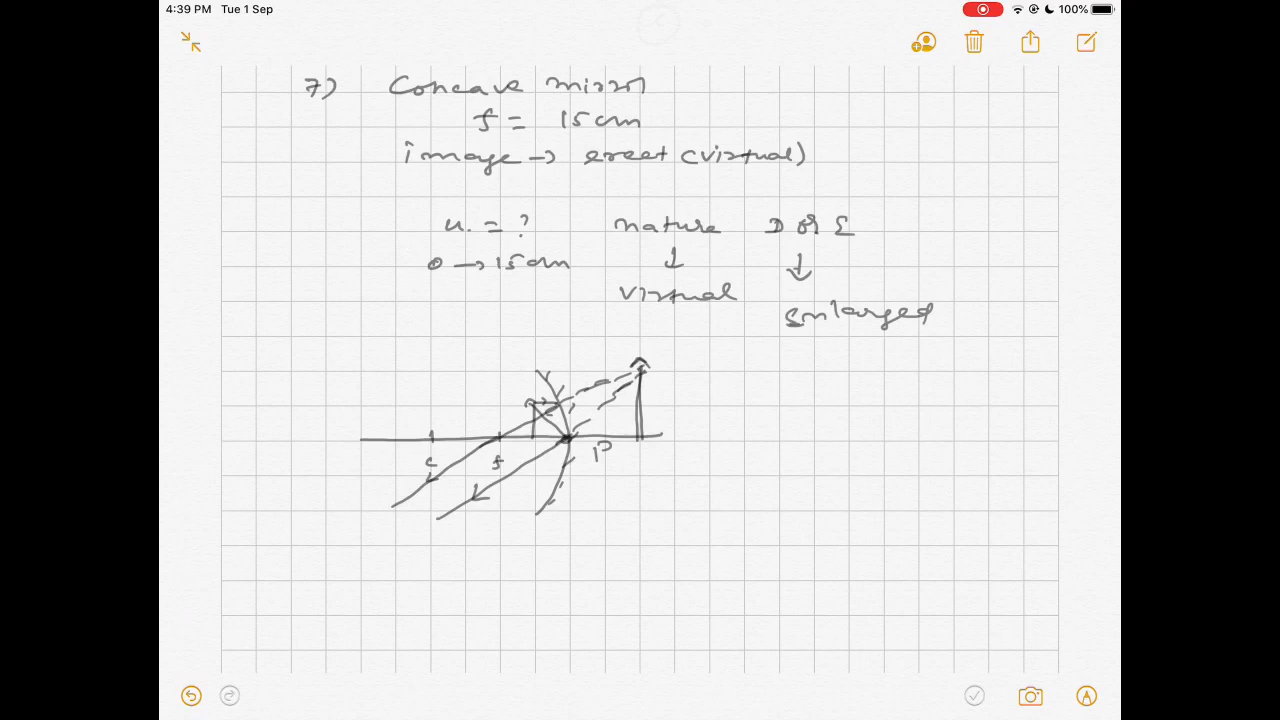 4:39 PM Tue 1 Sep 100%
7) Concave mirror
f = 15cm
image → erect (virtual)
u. = ? nature D or E
0 → 15cm ↓ ↓
virtual
Enlarged
C f P